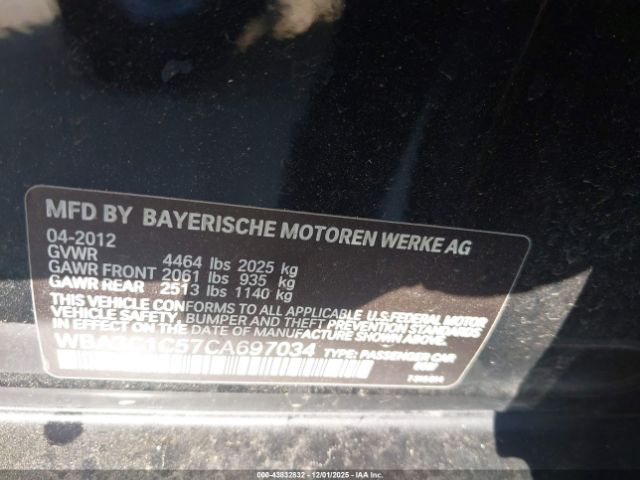 MFD BY BAYERISCHE MOTOREN WERKE AG
04-2012
GVWR 4464 lbs 2025 kg
GAWR FRONT 2061 lbs 935 kg
GAWR REAR 2513 lbs 1140 kg
THIS VEHICLE CONFORMS TO ALL APPLICABLE U.S.FEDERAL MOTOR
VEHICLE SAFETY, BUMPER AND THEFT PREVENTION STANDARDS
IN EFFECT ON THE DATE OF MANUFACTURE SHOWN ABOVE.
CA697034 TYPE: PASSENGER CAR
000-43832832 - 12/01/2025 - IAA Inc.